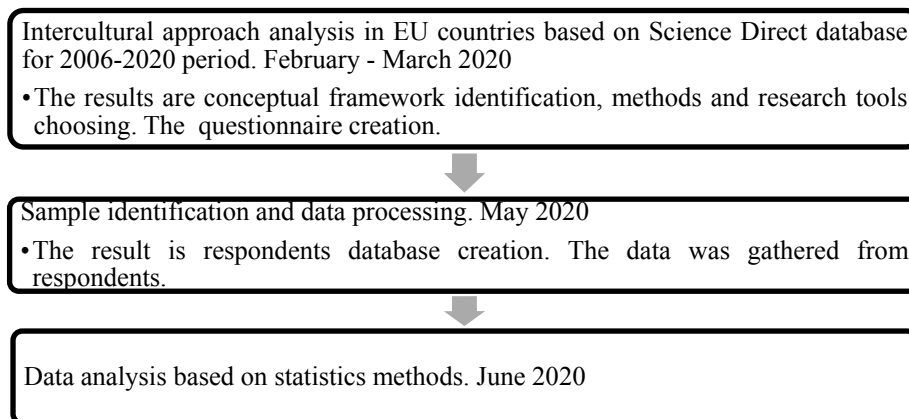 Intercultural approach analysis in EU countries based on Science Direct database
for 2006-2020 period. February - March 2020
•The results are conceptual framework identification, methods and research tools
choosing. The questionnaire creation.
Sample identification and data processing. May 2020
•The result is respondents database creation. The data was gathered from
respondents.
Data analysis based on statistics methods. June 2020